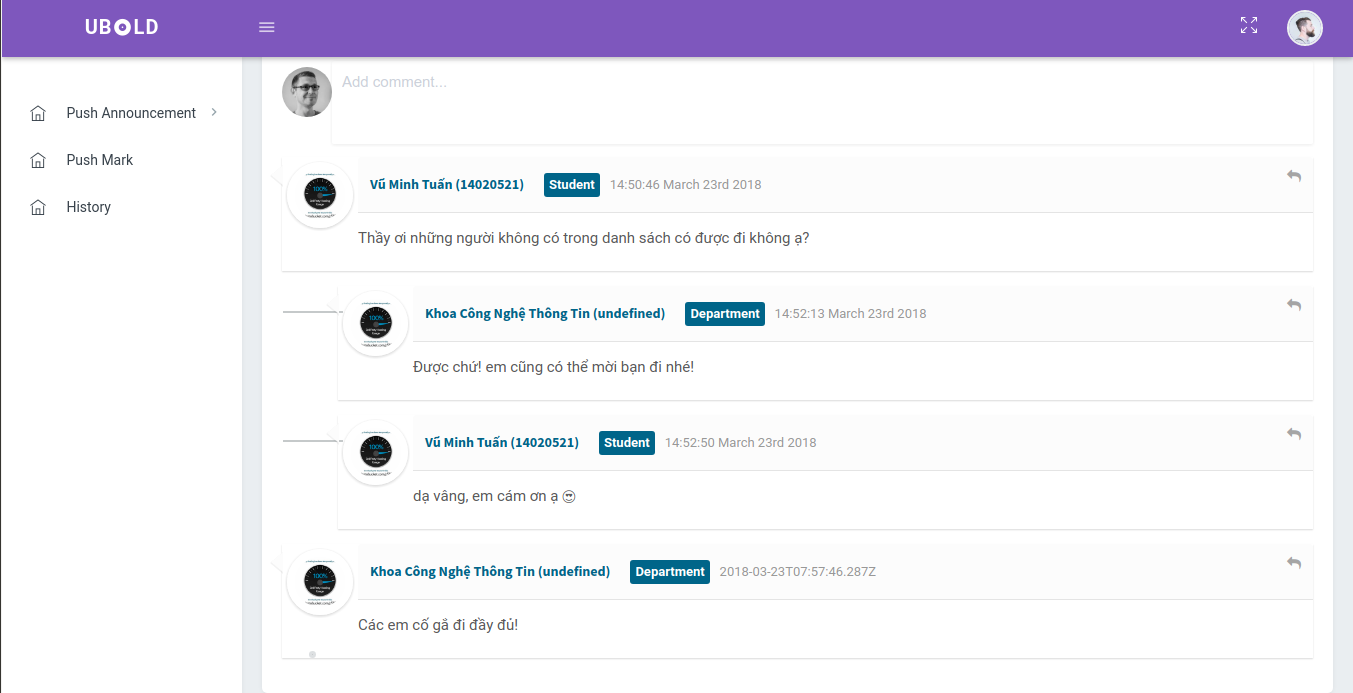 UBOLD
Push Announcement
Push Mark
History
Add comment...
Vũ Minh Tuấn (14020521) Student 14:50:46 March 23rd 2018
100%
Thầy ơi những người không có trong danh sách có được đi không ạ?
Khoa Công Nghệ Thông Tin (undefined) Department 14:52:13 March 23rd 2018
100%
Được chứ! em cũng có thể mời bạn đi nhé!
Vũ Minh Tuấn (14020521) Student 14:52:50 March 23rd 2018
100%
dạ vâng, em cám ơn ạ 😍
Khoa Công Nghệ Thông Tin (undefined) Department 2018-03-23T07:57:46.287Z
100%
Các em cố gắ đi đầy đủ!